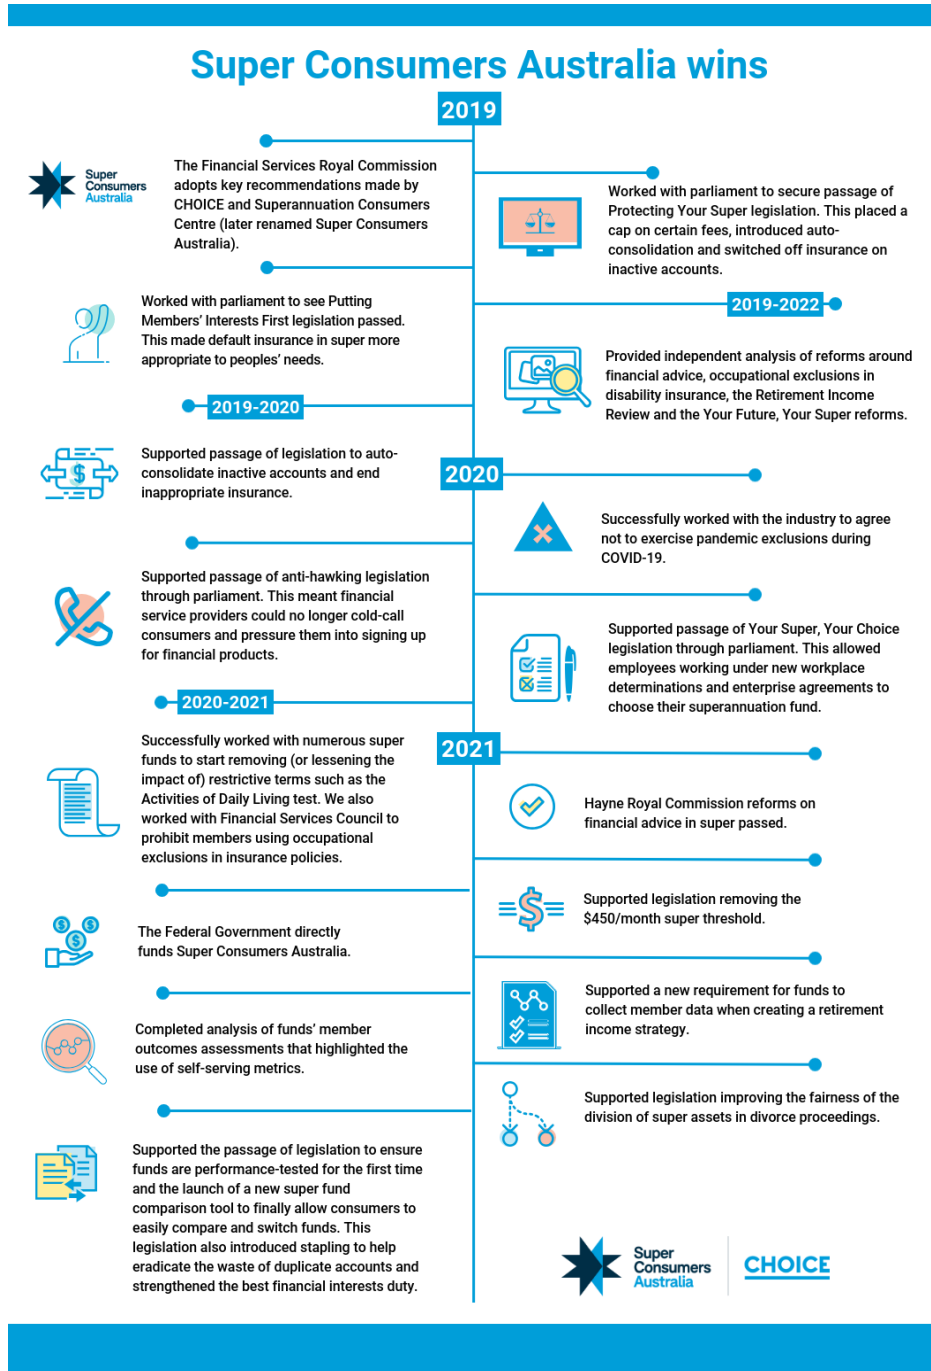 Super Consumers Australia wins
2019
Super
Consumers
Australia
The Financial Services Royal Commission
adopts key recommendations made by
CHOICE and Superannuation Consumers
Centre (later renamed Super Consumers
Australia).
Worked with parliament to secure passage of
Protecting Your Super legislation. This placed a
cap on certain fees, introduced auto-
consolidation and switched off insurance on
inactive accounts.
Worked with parliament to see Putting
Members' Interests First legislation passed.
This made default insurance in super more
appropriate to peoples' needs.
2019-2022
Provided independent analysis of reforms around
financial advice, occupational exclusions in
disability insurance, the Retirement Income
Review and the Your Future, Your Super reforms.
2019-2020
Supported passage of legislation to auto-
consolidate inactive accounts and end
inappropriate insurance.
2020
Successfully worked with the industry to agree
not to exercise pandemic exclusions during
COVID-19.
Supported passage of anti-hawking legislation
through parliament. This meant financial
service providers could no longer cold-call
consumers and pressure them into signing up
for financial products.
Supported passage of Your Super, Your Choice
legislation through parliament. This allowed
employees working under new workplace
determinations and enterprise agreements to
choose their superannuation fund.
2020-2021
Successfully worked with numerous super
funds to start removing (or lessening the
impact of) restrictive terms such as the
Activities of Daily Living test. We also
worked with Financial Services Council to
prohibit members using occupational
exclusions in insurance policies.
2021
Hayne Royal Commission reforms on
financial advice in super passed.
Supported legislation removing the
$450/month super threshold.
The Federal Government directly
funds Super Consumers Australia.
Supported a new requirement for funds to
collect member data when creating a retirement
income strategy.
Completed analysis of funds' member
outcomes assessments that highlighted the
use of self-serving metrics.
Supported legislation improving the fairness of the
division of super assets in divorce proceedings.
Supported the passage of legislation to ensure
funds are performance-tested for the first time
and the launch of a new super fund
comparison tool to finally allow consumers to
easily compare and switch funds. This
legislation also introduced stapling to help
eradicate the waste of duplicate accounts and
strengthened the best financial interests duty.
Super
Consumers
Australia
CHOICE